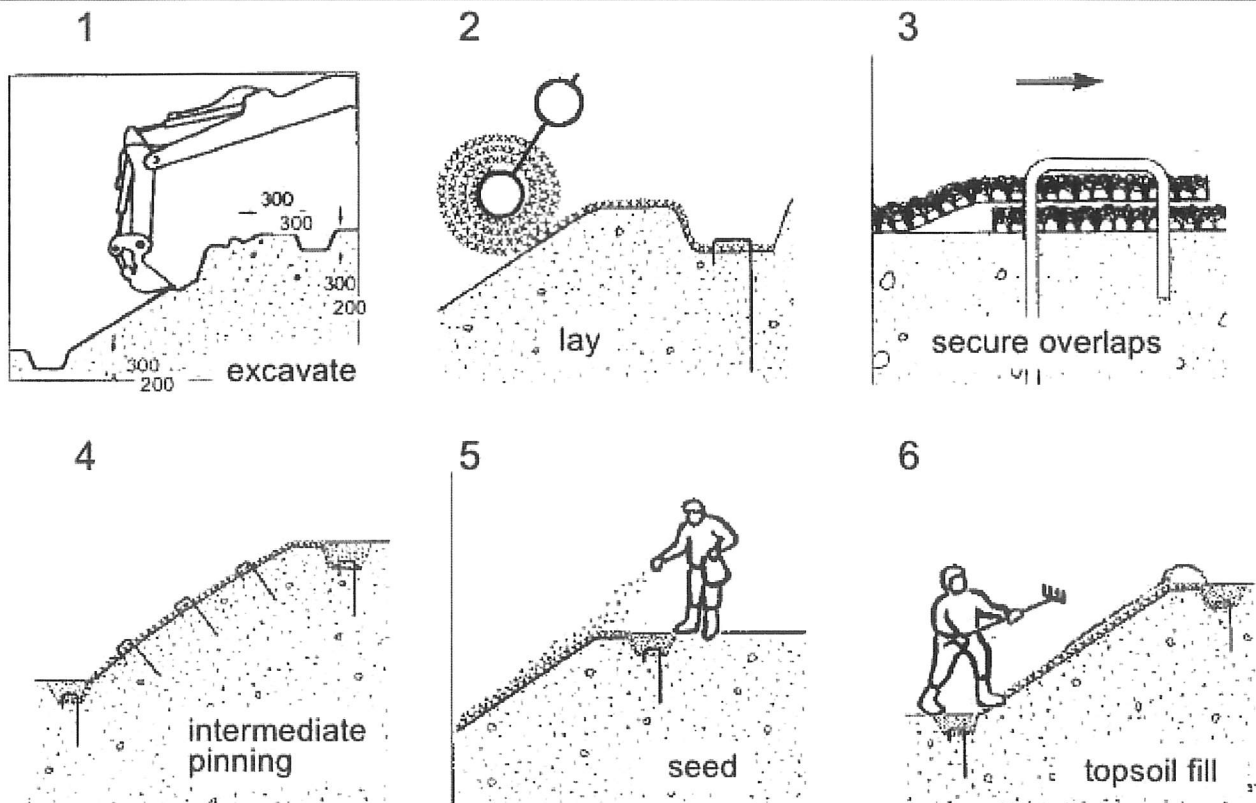 1
2
3
300
300
300
200
300
200
excavate
lay
secure overlaps
4
5
6
intermediate
pinning
seed
topsoil fill